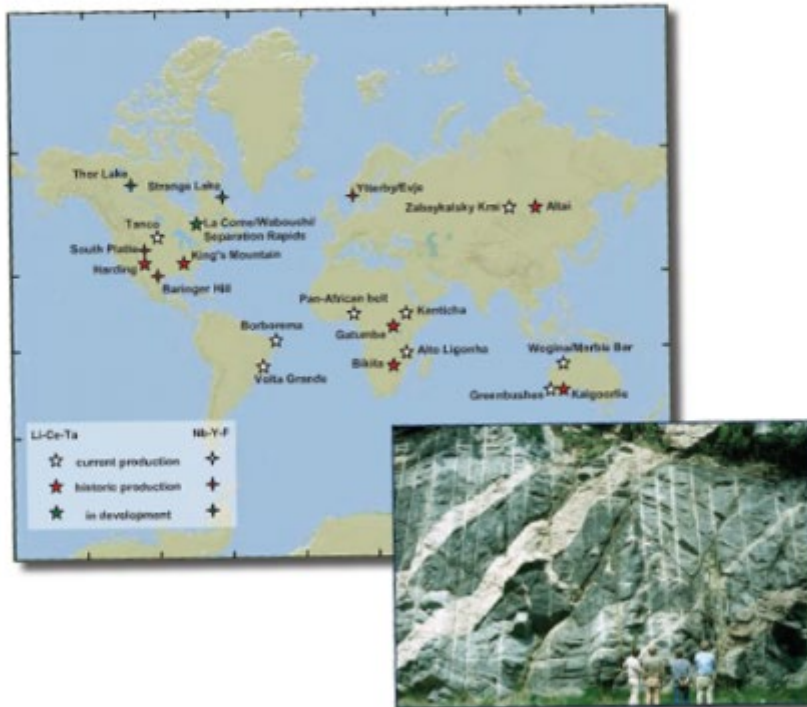 Thor Lake
Strange Lake
Ytterby/Evje
Zabaykalsky Krai
Altai
Tanco
La Corne/Wabouchi/
Separation Rapids
South Platte
King's Mountain
Harding
Baringer Hill
Pan-African belt
Kenticha
Borborema
Gatumba
Alto Ligonha
Wogina/Marble Bar
Volta Grande
Bikita
Greenbushes
Kalgoorlie
Li-Ce-Ta
Nb-Y-F
current production
historic production
in development